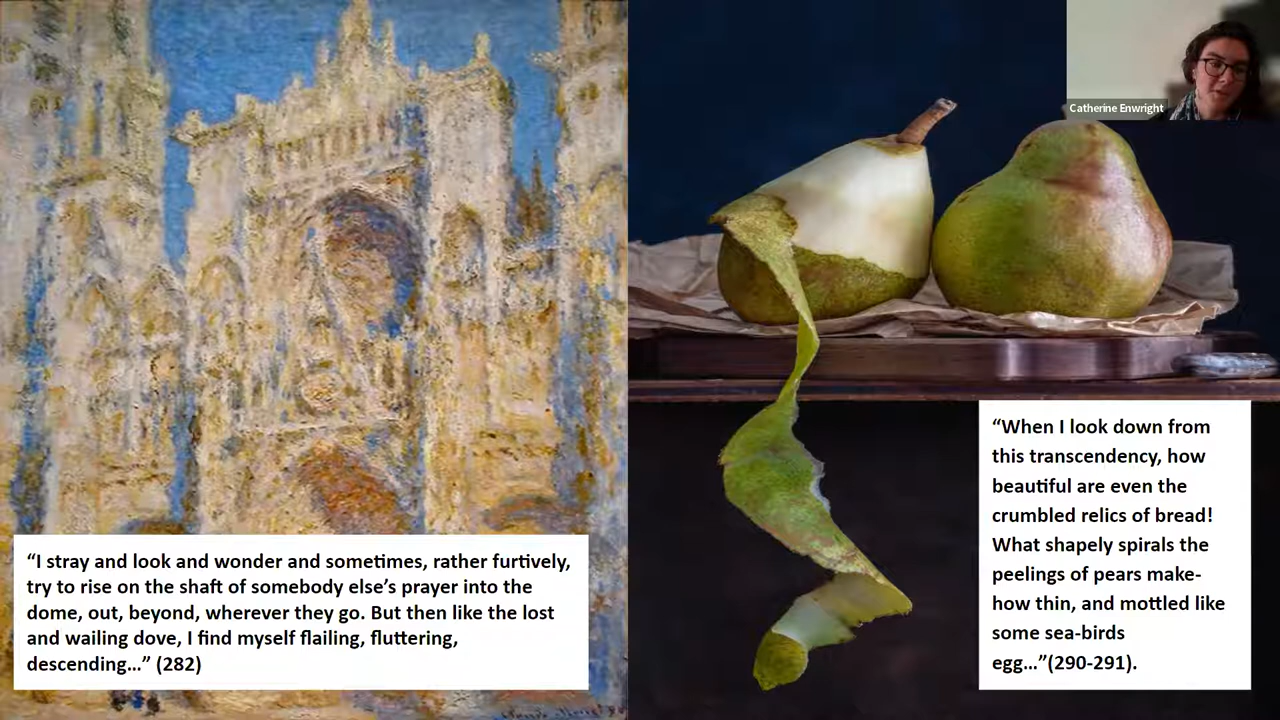 Catherine Enwright
“I stray and look and wonder and sometimes, rather furtively,
try to rise on the shaft of somebody else’s prayer into the
dome, out, beyond, wherever they go. But then like the lost
and wailing dove, I find myself flailing, fluttering,
descending…” (282)
“When I look down from
this transcendency, how
beautiful are even the
crumbled relics of bread!
What shapely spirals the
peelings of pears make-
how thin, and mottled like
some sea-birds
egg…”(290-291).